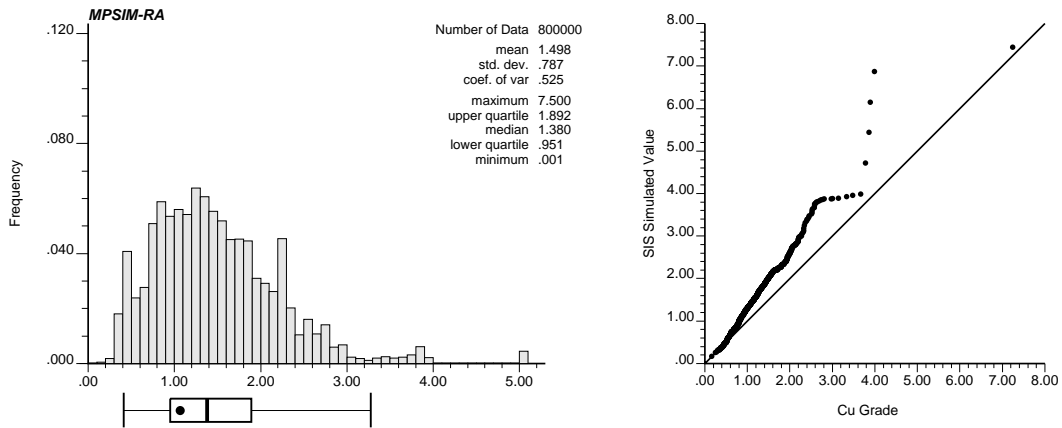 MPSIM-RA
Number of Data 800000
mean 1.498
std. dev. .787
coef. of var .525
maximum 7.500
upper quartile 1.892
median 1.380
lower quartile .951
minimum .001
Frequency
.120
.080
.040
.000
.00 1.00 2.00 3.00 4.00 5.00
SIS Simulated Value
8.00
7.00
6.00
5.00
4.00
3.00
2.00
1.00
.00
.00 1.00 2.00 3.00 4.00 5.00 6.00 7.00 8.00
Cu Grade